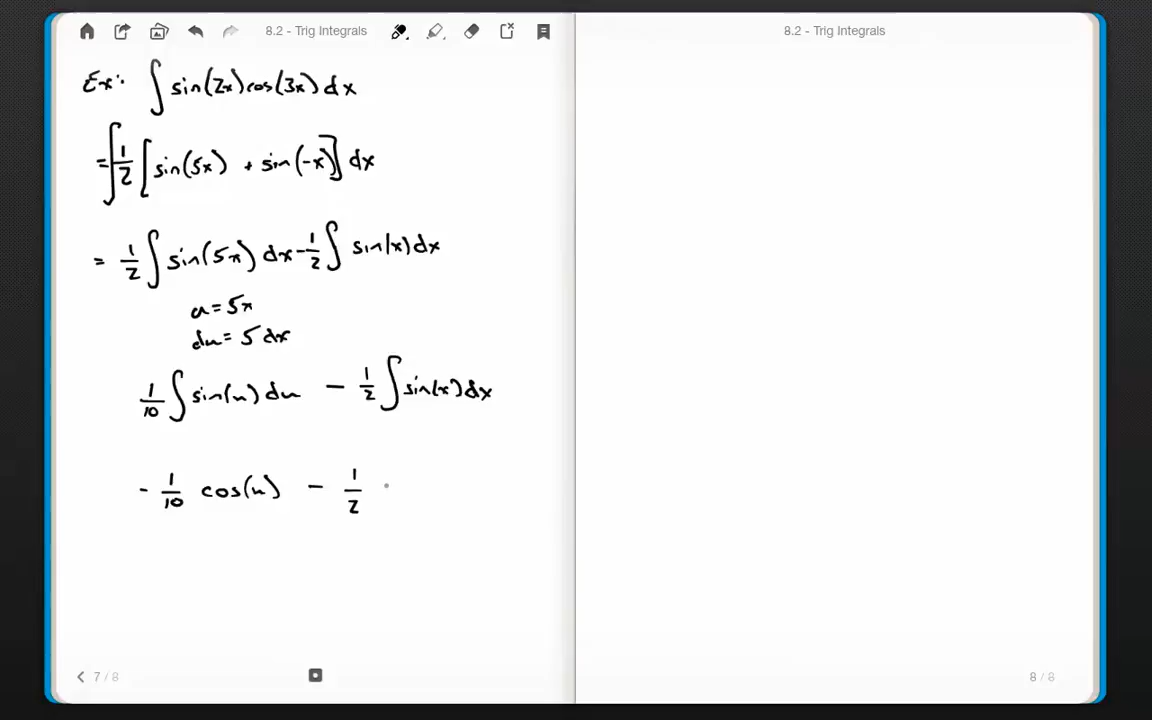 8.2 - Trig Integrals
8.2 - Trig Integrals
Ex: ∫ sin(2x)cos(3x) dx
= ∫ 1/2 [sin(5x) + sin(-x)] dx
= 1/2 ∫ sin(5x) dx - 1/2 ∫ sin(x) dx
u = 5x
du = 5 dx
1/10 ∫ sin(u) du - 1/2 ∫ sin(x) dx
- 1/10 cos(u) - 1/2
7 / 8
8 / 8